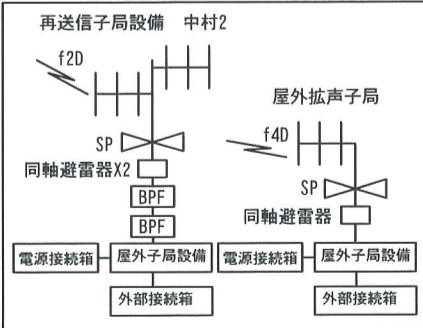 再送信子局設備 中村2
f2D
SP
同軸避雷器X2
BPF
BPF
電源接続箱
屋外子局設備
外部接続箱
屋外拡声子局
f4D
SP
同軸避雷器
電源接続箱
屋外子局設備
外部接続箱